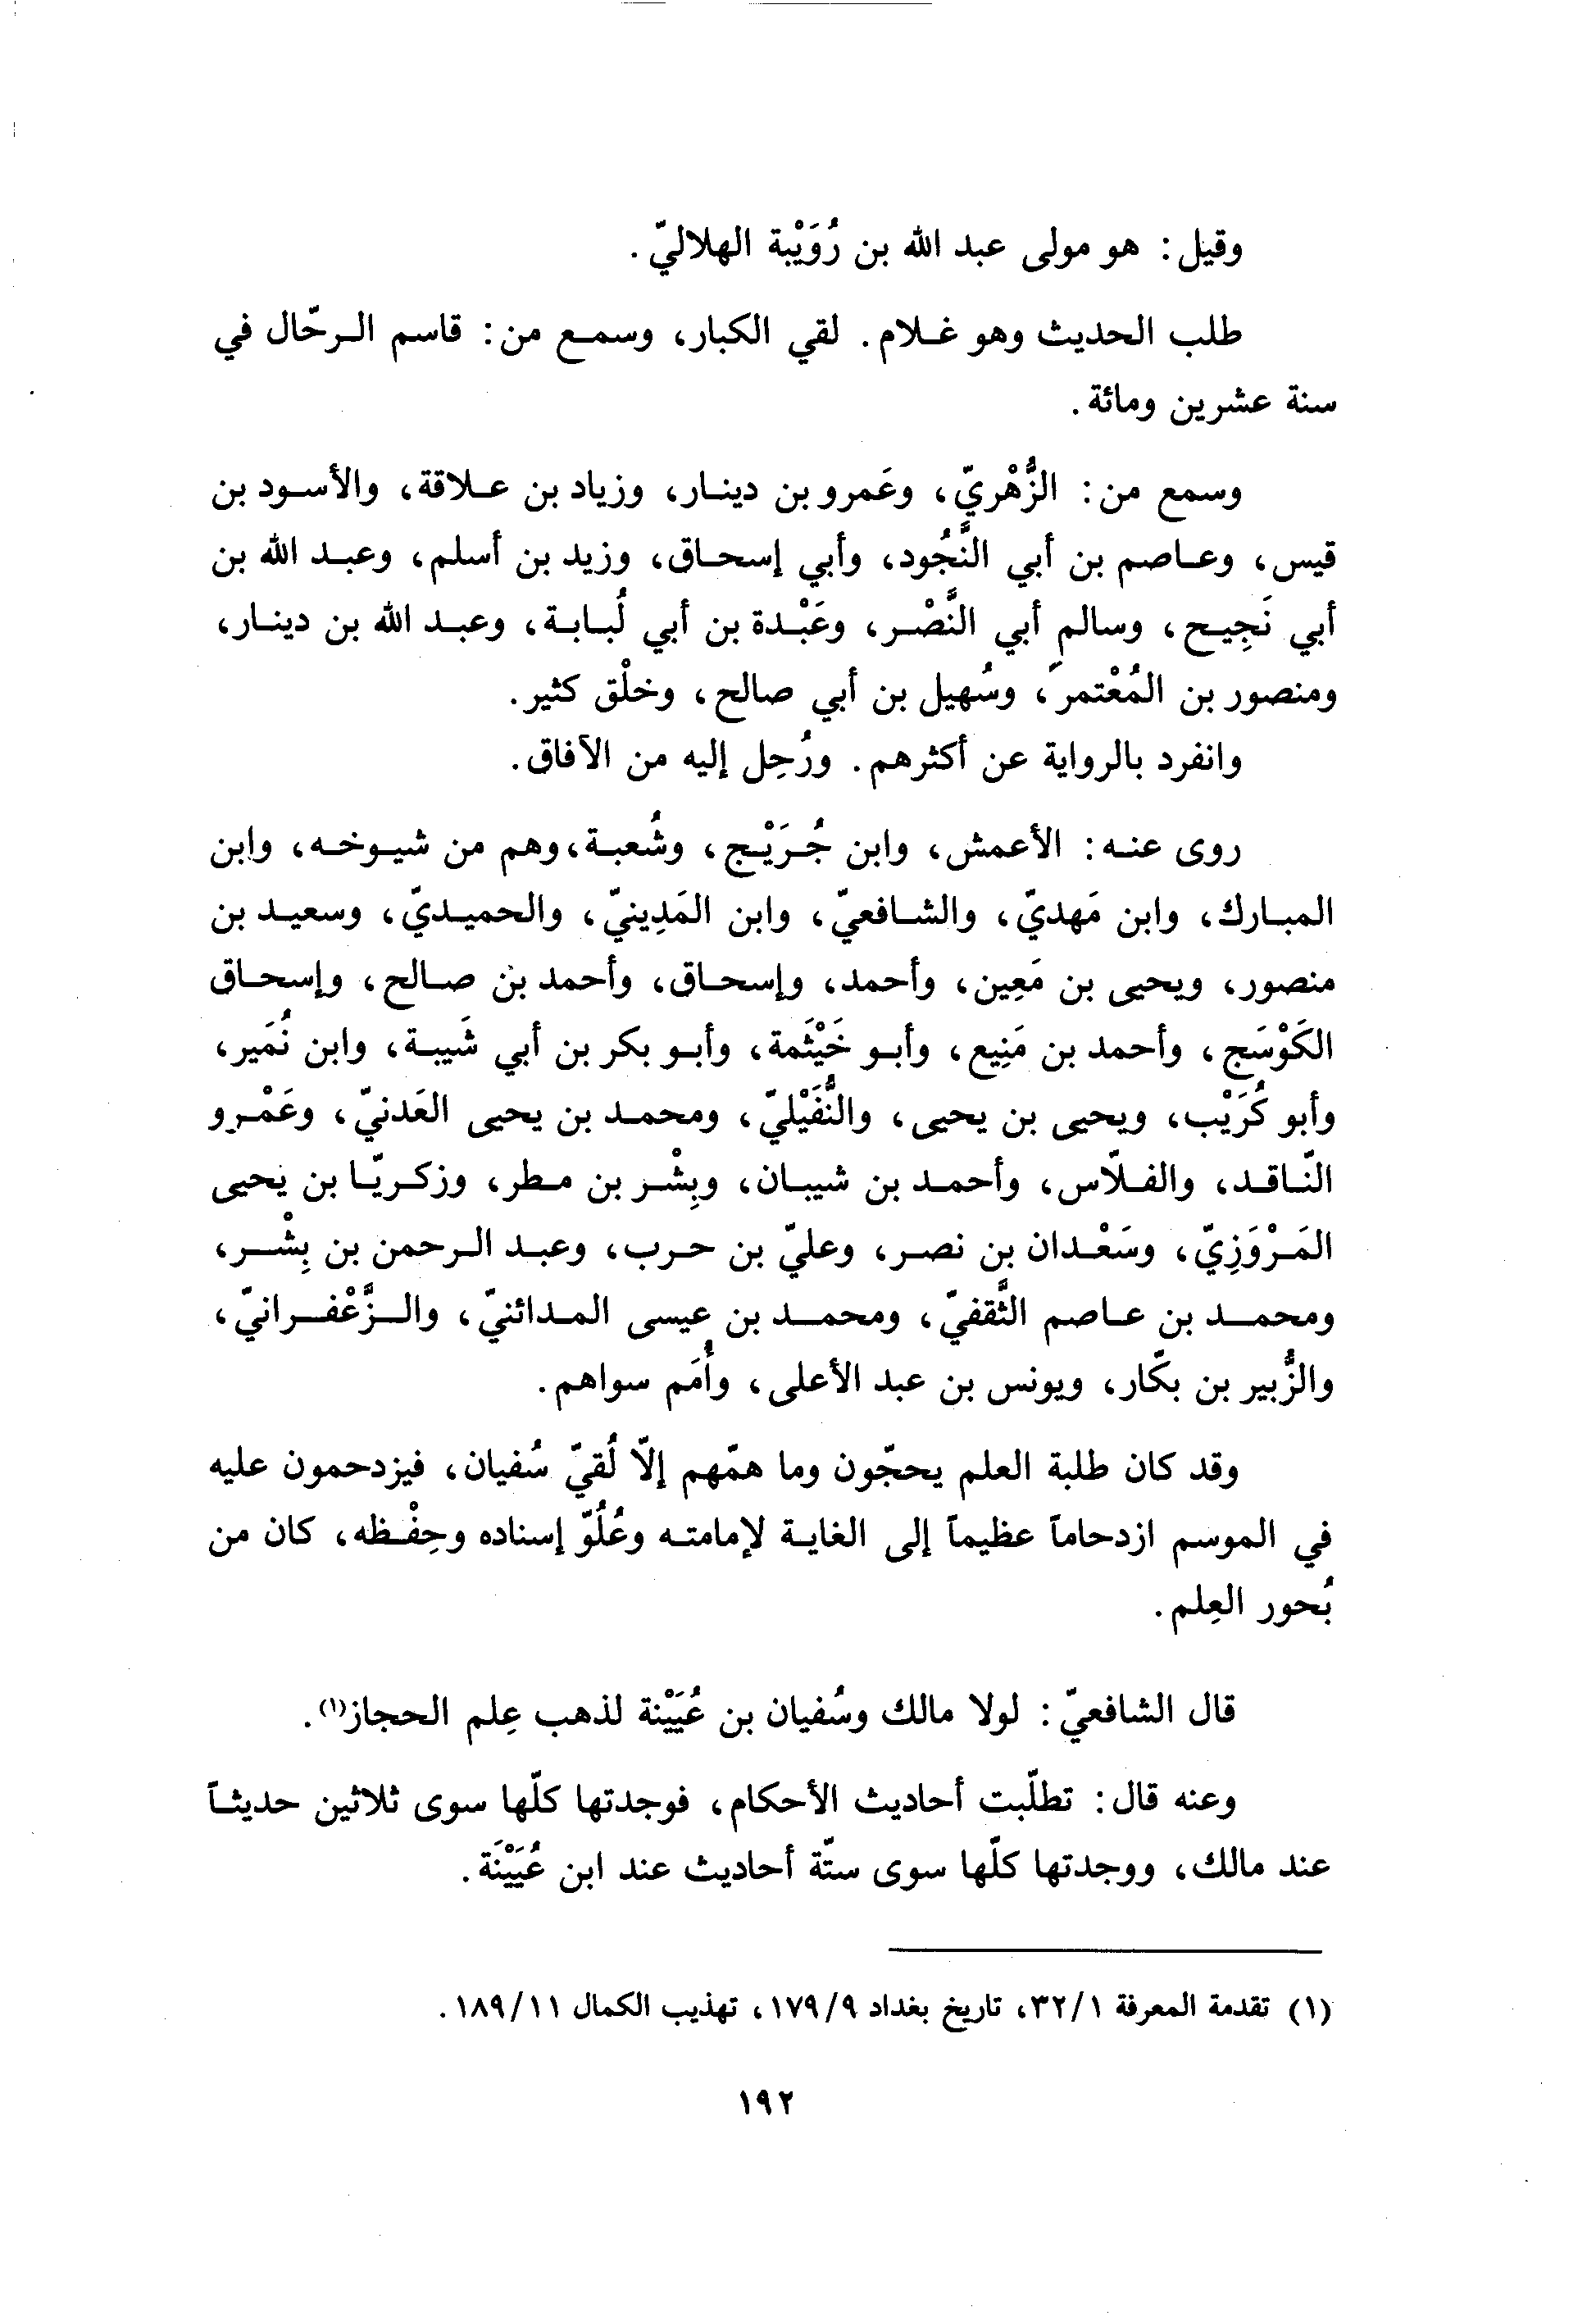 وقيل: هو مولى عبد الله بن رُوَيْبة الهلاليّ.
طلب الحديث وهو غلام. لقي الكبار، وسمع من: قاسم الرحّال في
سنة عشرين ومائة.
وسمع من: الزُّهْريّ، وعَمرو بن دينار، وزياد بن علاقة، والأسود بن
قيس، وعاصم بن أبي النَّجُود، وأبي إسحاق، وزيد بن أسلم، وعبد الله بن
أبي نَجِيح، وسالم أبي النَّضْر، وعَبْدة بن أبي لُبابة، وعبد الله بن دينار،
ومنصور بن المُعْتمِر، وسُهيل بن أبي صالح، وخلْق كثير.
وانفرد بالرواية عن أكثرهم. ورُحِل إليه من الآفاق.
روى عنه: الأعمش، وابن جُرَيْج، وشُعبة، وهم من شيوخه، وابن
المبارك، وابن مَهديّ، والشافعيّ، وابن المَدِينيّ، والحميديّ، وسعيد بن
منصور، ويحيى بن مَعِين، وأحمد، وإسحاق، وأحمد بن صالح، وإسحاق
الكَوْسَج، وأحمد بن مَنِيع، وأبو خَيْثَمة، وأبو بكر بن أبي شَيبة، وابن نُمَير،
وأبو كُرَيْب، ويحيى بن يحيى، والنُّفَيْليّ، ومحمد بن يحيى العَدنيّ، وعَمْرو
النّاقد، والفلّاس، وأحمد بن شيبان، وبِشْر بن مطر، وزكريّا بن يحيى
المَرْوَزِيّ، وسَعْدان بن نصر، وعليّ بن حرب، وعبد الرحمن بن بِشْر،
ومحمد بن عاصم الثَّقفيّ، ومحمد بن عيسى المدائنيّ، والزَّعْفرانيّ،
والزُّبير بن بكّار، ويونس بن عبد الأعلى، وأُمَم سواهم.
وقد كان طلبة العلم يحجّون وما همّهم إلّا لُقيّ سُفيان، فيزدحمون عليه
في الموسم ازدحاماً عظيماً إلى الغاية لإمامته وعُلُوّ إسناده وحِفْظه، كان من
بُحور العِلم.
قال الشافعيّ: لولا مالك وسُفيان بن عُيَيْنة لذهب عِلم الحجاز(١).
وعنه قال: تطلّبت أحاديث الأحكام، فوجدتها كلّها سوى ثلاثين حديثاً
عند مالك، ووجدتها كلّها سوى ستّة أحاديث عند ابن عُيَيْنَة.
(١) تقدمة المعرفة ٣٢/١، تاريخ بغداد ١٧٩/٩، تهذيب الكمال ١٨٩/١١.
١٩٢